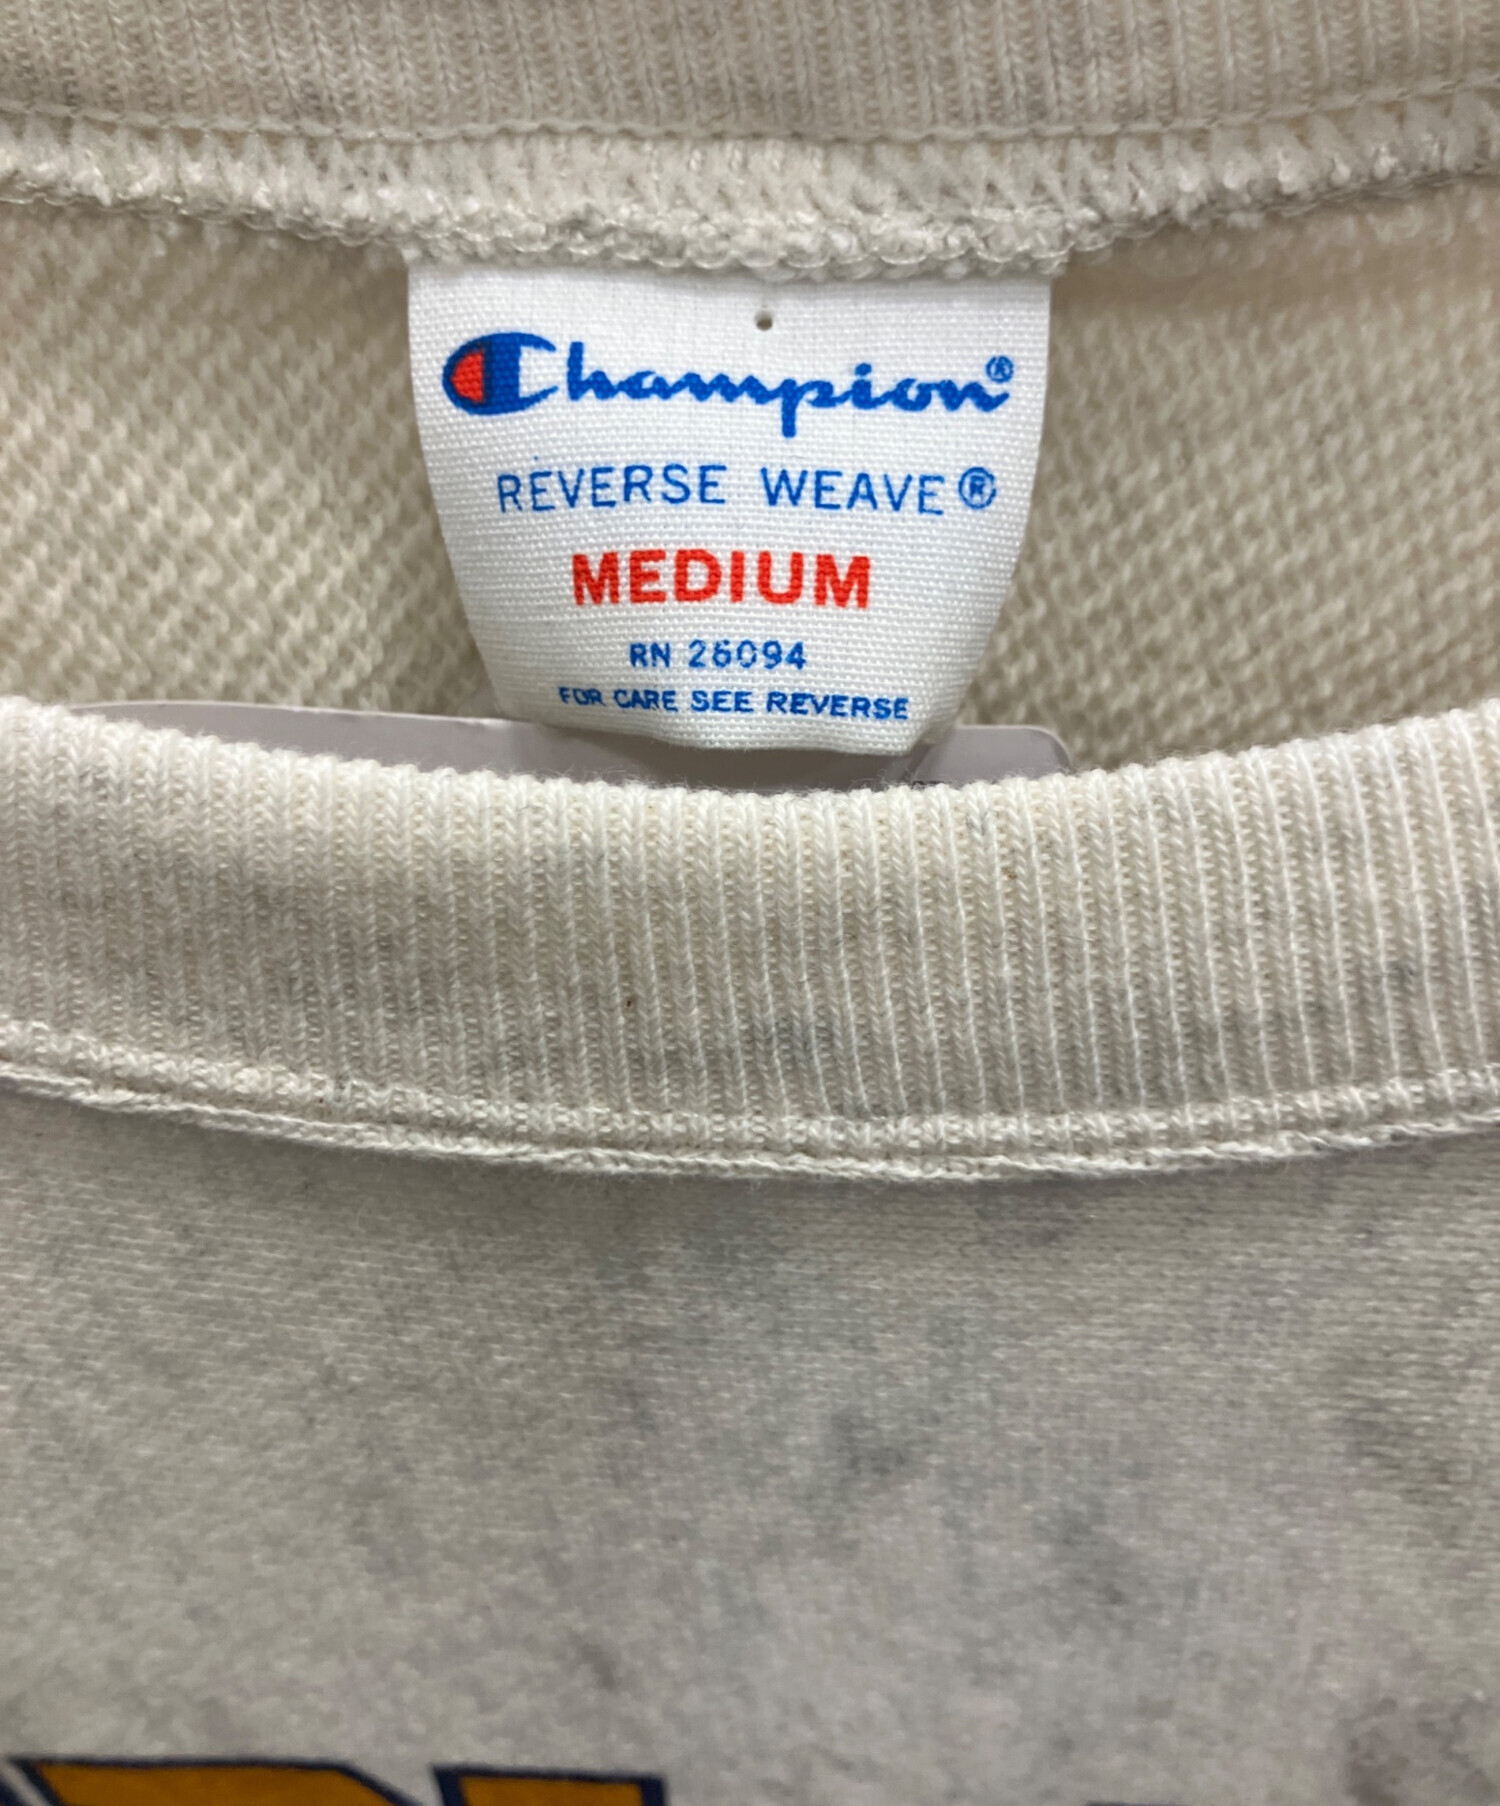 Champion®
REVERSE WEAVE®
MEDIUM
RN 26094
FOR CARE SEE REVERSE